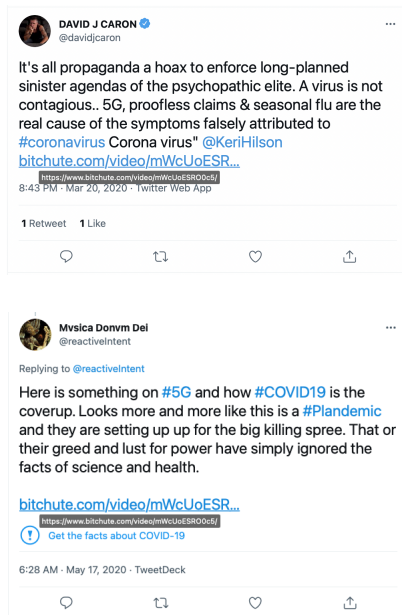 DAVID J CARON
@davidjcaron
It's all propaganda a hoax to enforce long-planned
sinister agendas of the psychopathic elite. A virus is not
contagious.. 5G, proofless claims & seasonal flu are the
real cause of the symptoms falsely attributed to
#coronavirus Corona virus" @KeriHilson
bitchute.com/video/mWcUoESR...
https://www.bitchute.com/video/mWcUoESRO0c5/
8:43 PM · Mar 20, 2020 · Twitter Web App
1 Retweet 1 Like
Mvsica Donvm Dei
@reactiveIntent
Replying to @reactiveIntent
Here is something on #5G and how #COVID19 is the
coverup. Looks more and more like this is a #Plandemic
and they are setting up up for the big killing spree. That or
their greed and lust for power have simply ignored the
facts of science and health.
bitchute.com/video/mWcUoESR...
https://www.bitchute.com/video/mWcUoESRO0c5/
Get the facts about COVID-19
6:28 AM · May 17, 2020 · TweetDeck